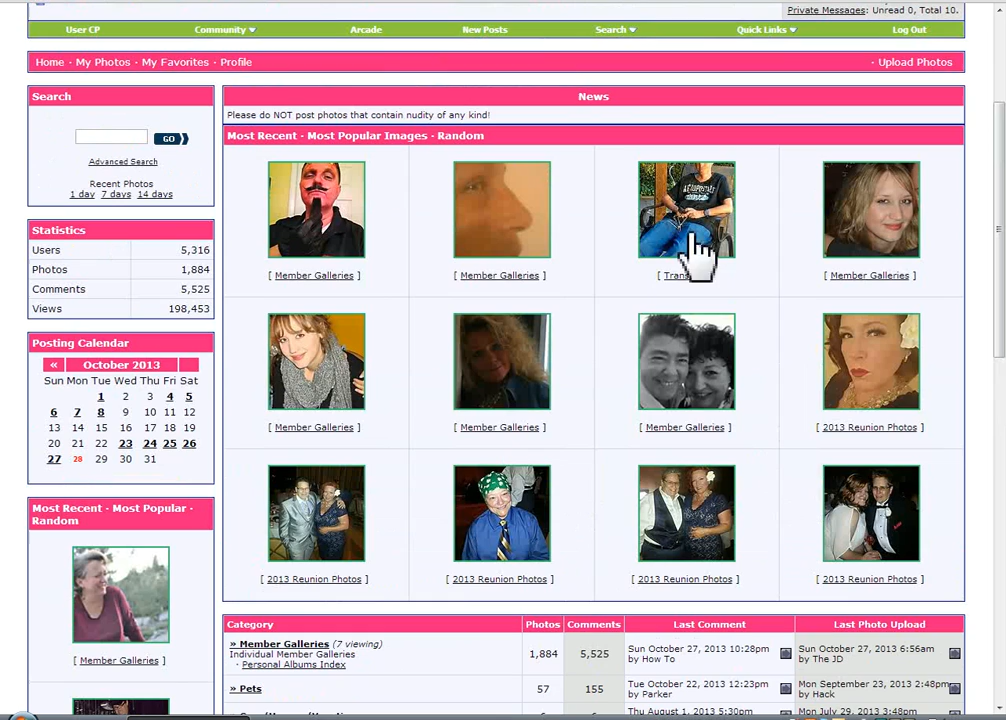 Private Messages: Unread 0, Total 10.
User CP Community Arcade New Posts Search Quick Links Log Out
Home · My Photos · My Favorites · Profile · Upload Photos
Search
GO
Advanced Search
Recent Photos
1 day 7 days 14 days
Statistics
Users 5,316
Photos 1,884
Comments 5,525
Views 198,453
Posting Calendar
« October 2013
Sun Mon Tue Wed Thu Fri Sat
1 2 3 4 5
6 7 8 9 10 11 12
13 14 15 16 17 18 19
20 21 22 23 24 25 26
27 28 29 30 31
Most Recent · Most Popular ·
Random
[ Member Galleries ]
News
Please do NOT post photos that contain nudity of any kind!
Most Recent · Most Popular Images · Random
[ Member Galleries ] [ Member Galleries ] [ [ Member Galleries ]
[ Member Galleries ] [ Member Galleries ] [ Member Galleries ] [ 2013 Reunion Photos ]
[ 2013 Reunion Photos ] [ 2013 Reunion Photos ] [ 2013 Reunion Photos ] [ 2013 Reunion Photos ]
Category Photos Comments Last Comment Last Photo Upload
» Member Galleries (7 viewing)
Individual Member Galleries
· Personal Albums Index
1,884 5,525
Sun October 27, 2013 10:28pm
by How To
Sun October 27, 2013 6:56am
by The JD
» Pets 57 155
Tue October 22, 2013 12:23pm
by Parker
Mon September 23, 2013 2:48pm
by Hack
Thu August 1, 2013 5:30pm
Mon July 29, 2013 3:48pm